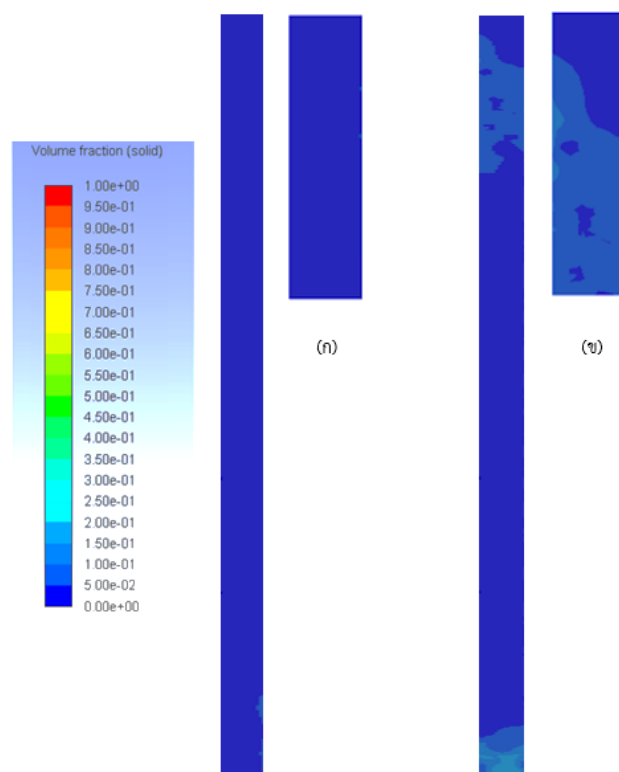 Volume fraction (solid)
1.00e+00
9.50e-01
9.00e-01
8.50e-01
8.00e-01
7.50e-01
7.00e-01
6.50e-01
6.00e-01
5.50e-01
5.00e-01
4.50e-01
4.00e-01
3.50e-01
3.00e-01
2.50e-01
2.00e-01
1.50e-01
1.00e-01
5.00e-02
0.00e+00
(ก)
(ข)